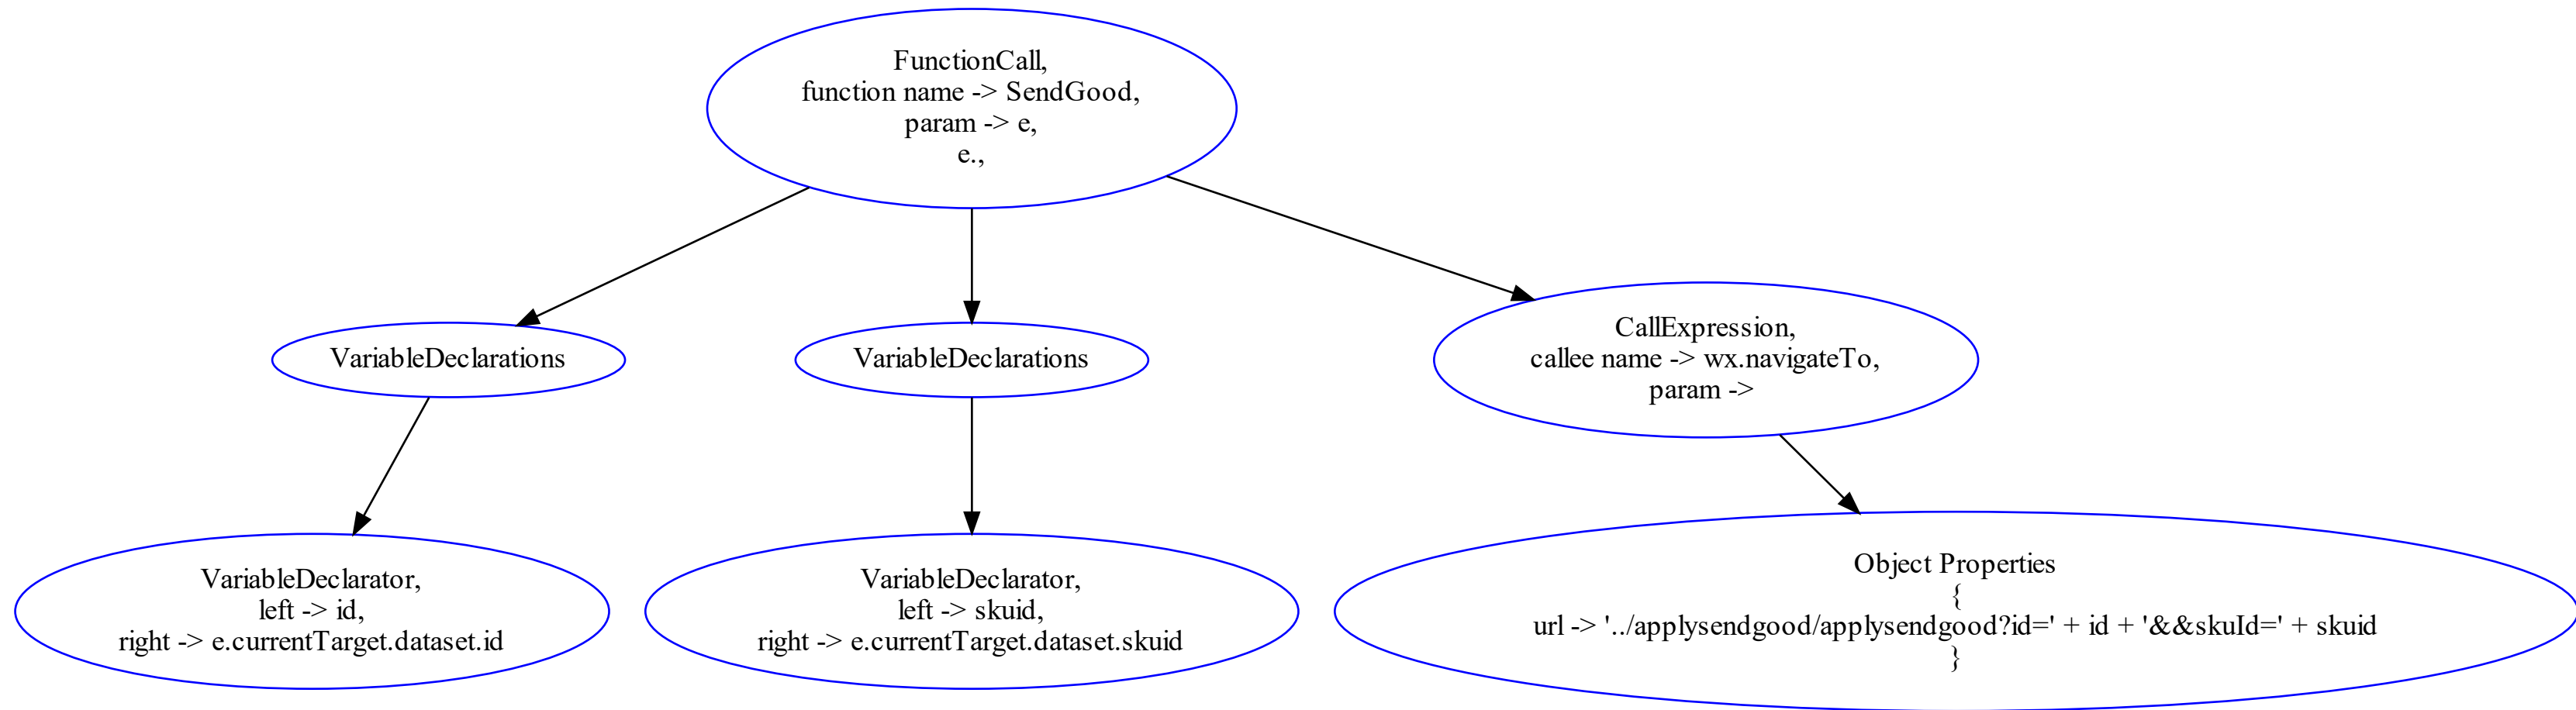 FunctionCall,
function name -> SendGood,
param -> e,
e.,
VariableDeclarations
VariableDeclarations
CallExpression,
callee name -> wx.navigateTo,
param ->
VariableDeclarator,
left -> id,
right -> e.currentTarget.dataset.id
VariableDeclarator,
left -> skuid,
right -> e.currentTarget.dataset.skuid
Object Properties
{
url -> '../applysendgood/applysendgood?id=' + id + '&&skuId=' + skuid
}